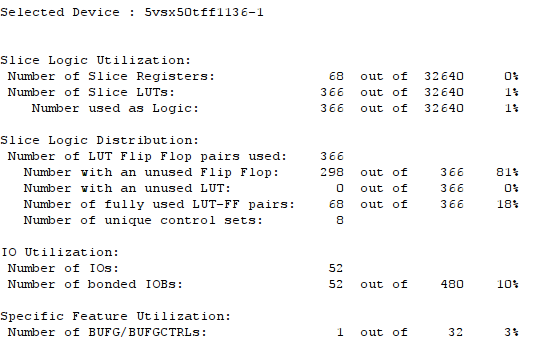 Selected Device : 5vsx50tff1136-1
Slice Logic Utilization:
Number of Slice Registers: 68 out of 32640 0%
Number of Slice LUTs: 366 out of 32640 1%
Number used as Logic: 366 out of 32640 1%
Slice Logic Distribution:
Number of LUT Flip Flop pairs used: 366
Number with an unused Flip Flop: 298 out of 366 81%
Number with an unused LUT: 0 out of 366 0%
Number of fully used LUT-FF pairs: 68 out of 366 18%
Number of unique control sets: 8
IO Utilization:
Number of IOs: 52
Number of bonded IOBs: 52 out of 480 10%
Specific Feature Utilization:
Number of BUFG/BUFGCTRLs: 1 out of 32 3%